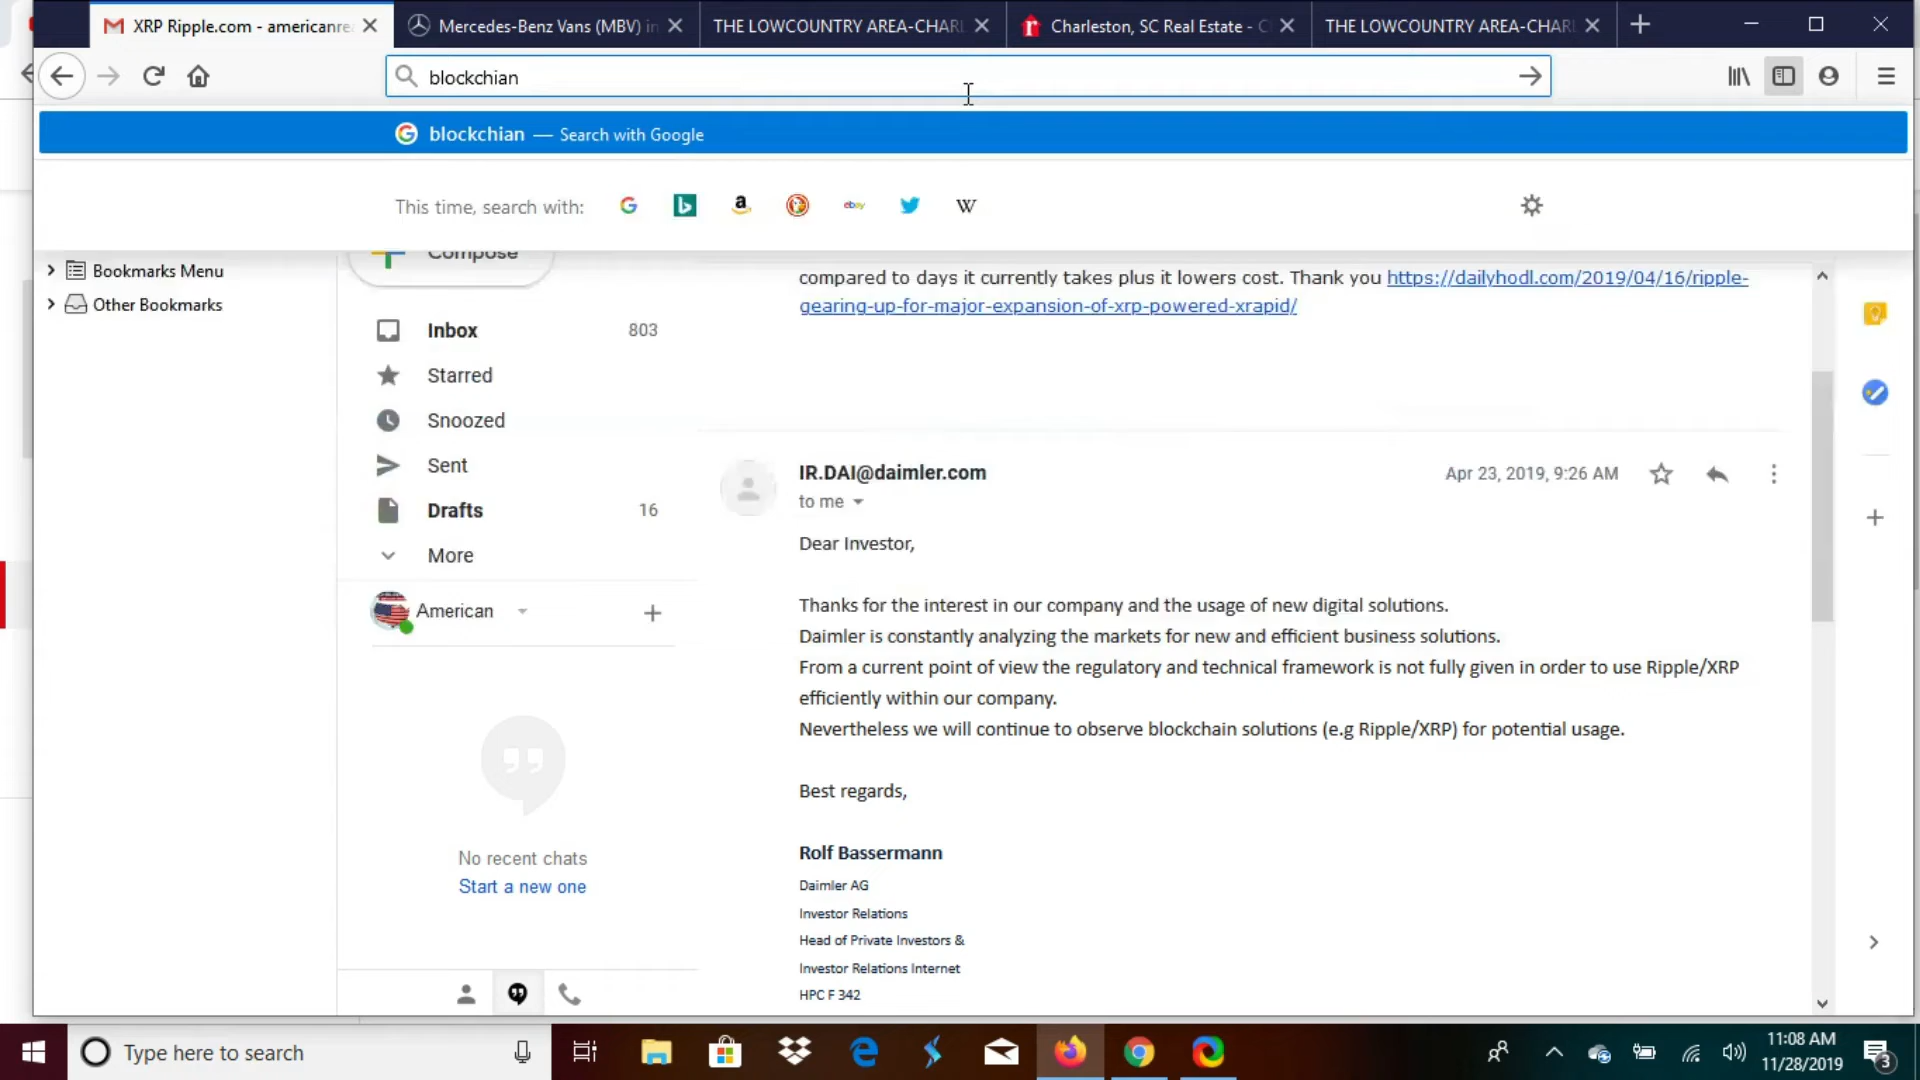 XRP Ripple.com - americanre
Mercedes-Benz Vans (MBV) in
THE LOWCOUNTRY AREA-CHARL
Charleston, SC Real Estate - C
THE LOWCOUNTRY AREA-CHARL
blockchian
blockchian — Search with Google
This time, search with:
Bookmarks Menu
Other Bookmarks
Compose
Inbox 803
Starred
Snoozed
Sent
Drafts 16
More
American
No recent chats
Start a new one
compared to days it currently takes plus it lowers cost. Thank you https://dailyhodl.com/2019/04/16/ripple-
gearing-up-for-major-expansion-of-xrp-powered-xrapid/
IR.DAI@daimler.com
Apr 23, 2019, 9:26 AM
to me
Dear Investor,
Thanks for the interest in our company and the usage of new digital solutions.
Daimler is constantly analyzing the markets for new and efficient business solutions.
From a current point of view the regulatory and technical framework is not fully given in order to use Ripple/XRP
efficiently within our company.
Nevertheless we will continue to observe blockchain solutions (e.g Ripple/XRP) for potential usage.
Best regards,
Rolf Bassermann
Daimler AG
Investor Relations
Head of Private Investors &
Investor Relations Internet
HPC F 342
Type here to search
11:08 AM
11/28/2019
3